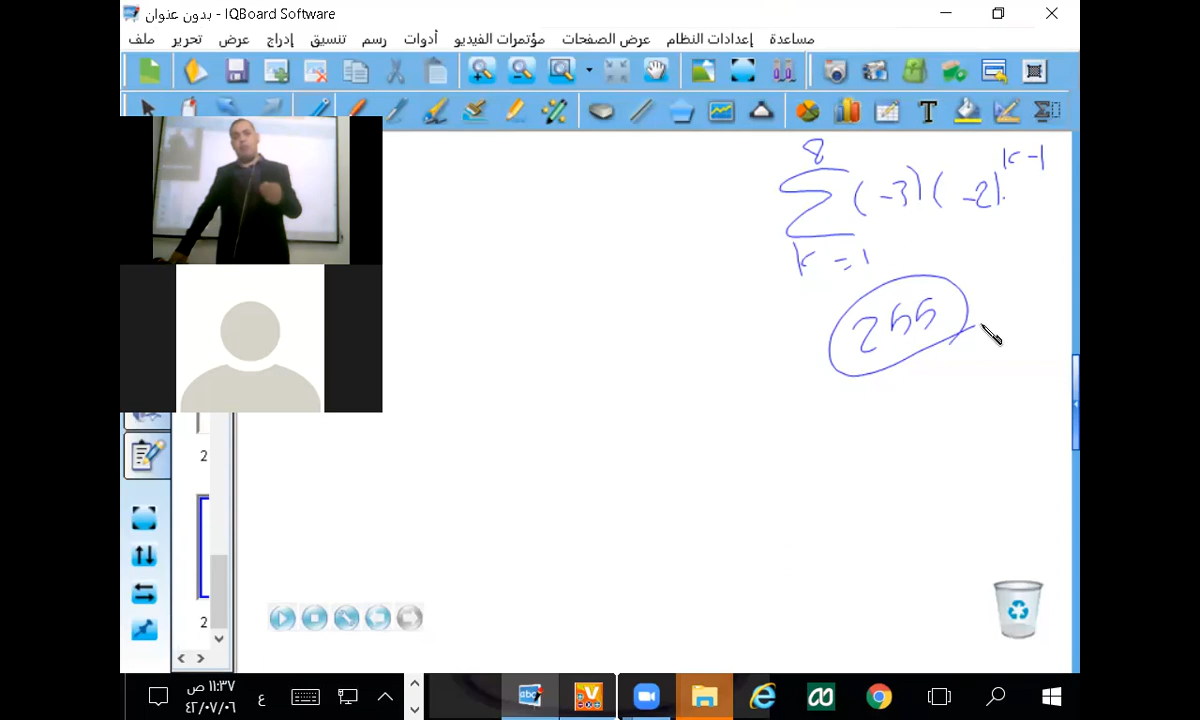 بدون عنوان - IQBoard Software
ملف تحرير عرض إدراج تنسيق رسم أدوات مؤتمرات الفيديو عرض الصفحات إعدادات النظام مساعدة
8
∑ (-3)(-2)^{k-1}
k=1
255
2
2
١١:٣٧ ص
٤٢/٠٧/٠٦
ع
abc